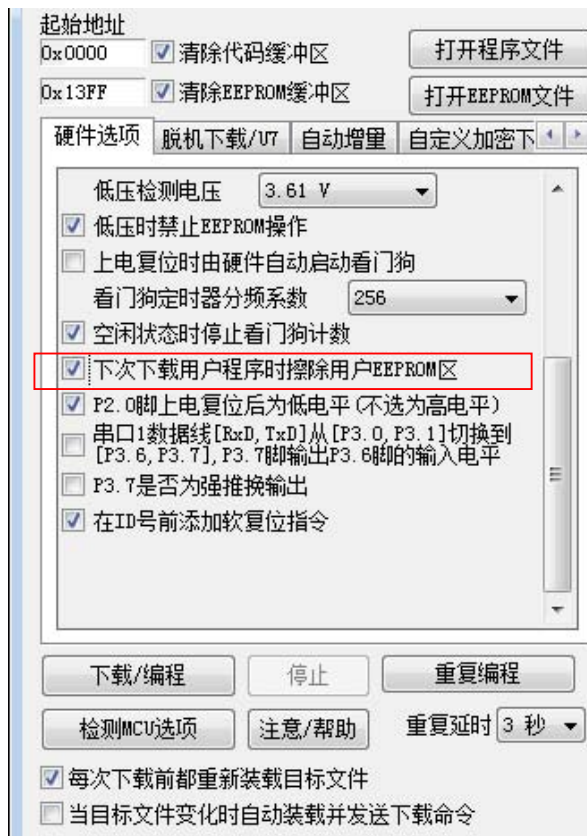 起始地址
0x0000 清除代码缓冲区 打开程序文件
0x13FF 清除EEPROM缓冲区 打开EEPROM文件
硬件选项 脱机下载/U7 自动增量 自定义加密下
低压检测电压 3.61 V
低压时禁止EEPROM操作
上电复位时由硬件自动启动看门狗
看门狗定时器分频系数 256
空闲状态时停止看门狗计数
下次下载用户程序时擦除用户EEPROM区
P2.0脚上电复位后为低电平(不选为高电平)
串口1数据线[RxD,TxD]从[P3.0,P3.1]切换到
[P3.6,P3.7],P3.7脚输出P3.6脚的输入电平
P3.7是否为强推挽输出
在ID号前添加软复位指令
下载/编程 停止 重复编程
检测MCU选项 注意/帮助 重复延时 3 秒
每次下载前都重新装载目标文件
当目标文件变化时自动装载并发送下载命令